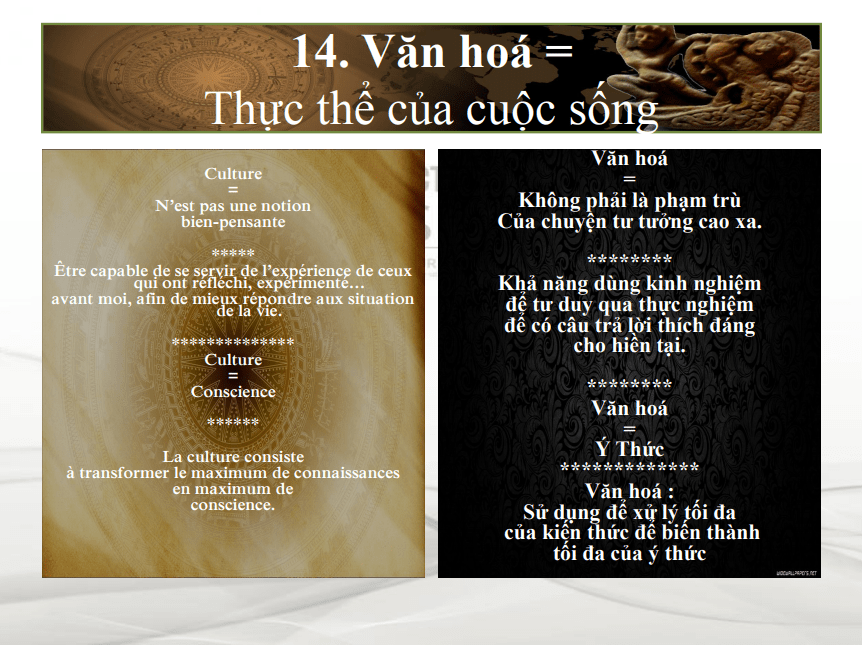 14. Văn hoá =
Thực thể của cuộc sống
Culture
=
N'est pas une notion
bien-pensante
*****
Être capable de se servir de l'expérience de ceux
qui ont réfléchi, expérimenté…
avant moi, afin de mieux répondre aux situation
de la vie.
**************
Culture
=
Conscience
******
La culture consiste
à transformer le maximum de connaissances
en maximum de
conscience.
Văn hoá
=
Không phải là phạm trù
Của chuyện tư tưởng cao xa.
********
Khả năng dùng kinh nghiệm
để tư duy qua thực nghiệm
để có câu trả lời thích đáng
cho hiền tại.
********
Văn hoá
=
Ý Thức
*************
Văn hoá :
Sử dụng để xử lý tối đa
của kiến thức để biến thành
tối đa của ý thức